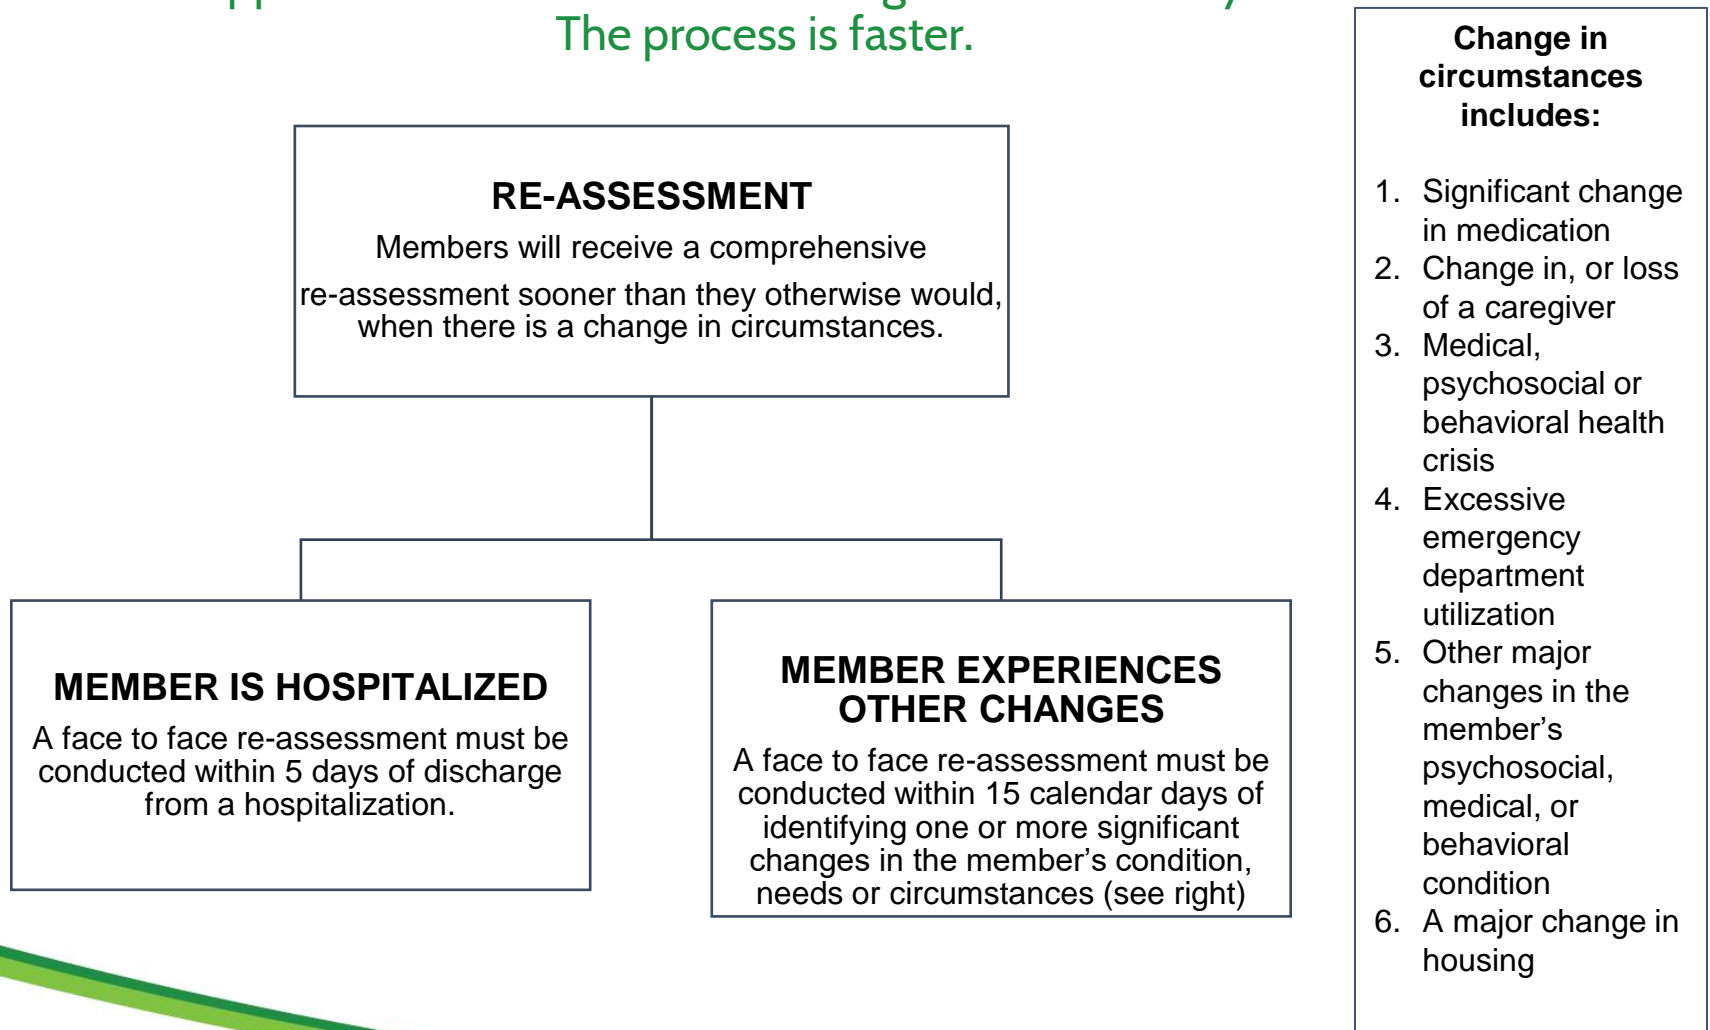 The process is faster.
RE-ASSESSMENT
Members will receive a comprehensive
re-assessment sooner than they otherwise would,
when there is a change in circumstances.
MEMBER IS HOSPITALIZED
A face to face re-assessment must be
conducted within 5 days of discharge
from a hospitalization.
MEMBER EXPERIENCES
OTHER CHANGES
A face to face re-assessment must be
conducted within 15 calendar days of
identifying one or more significant
changes in the member’s condition,
needs or circumstances (see right)
Change in
circumstances
includes:
1. Significant change
in medication
2. Change in, or loss
of a caregiver
3. Medical,
psychosocial or
behavioral health
crisis
4. Excessive
emergency
department
utilization
5. Other major
changes in the
member’s
psychosocial,
medical, or
behavioral
condition
6. A major change in
housing